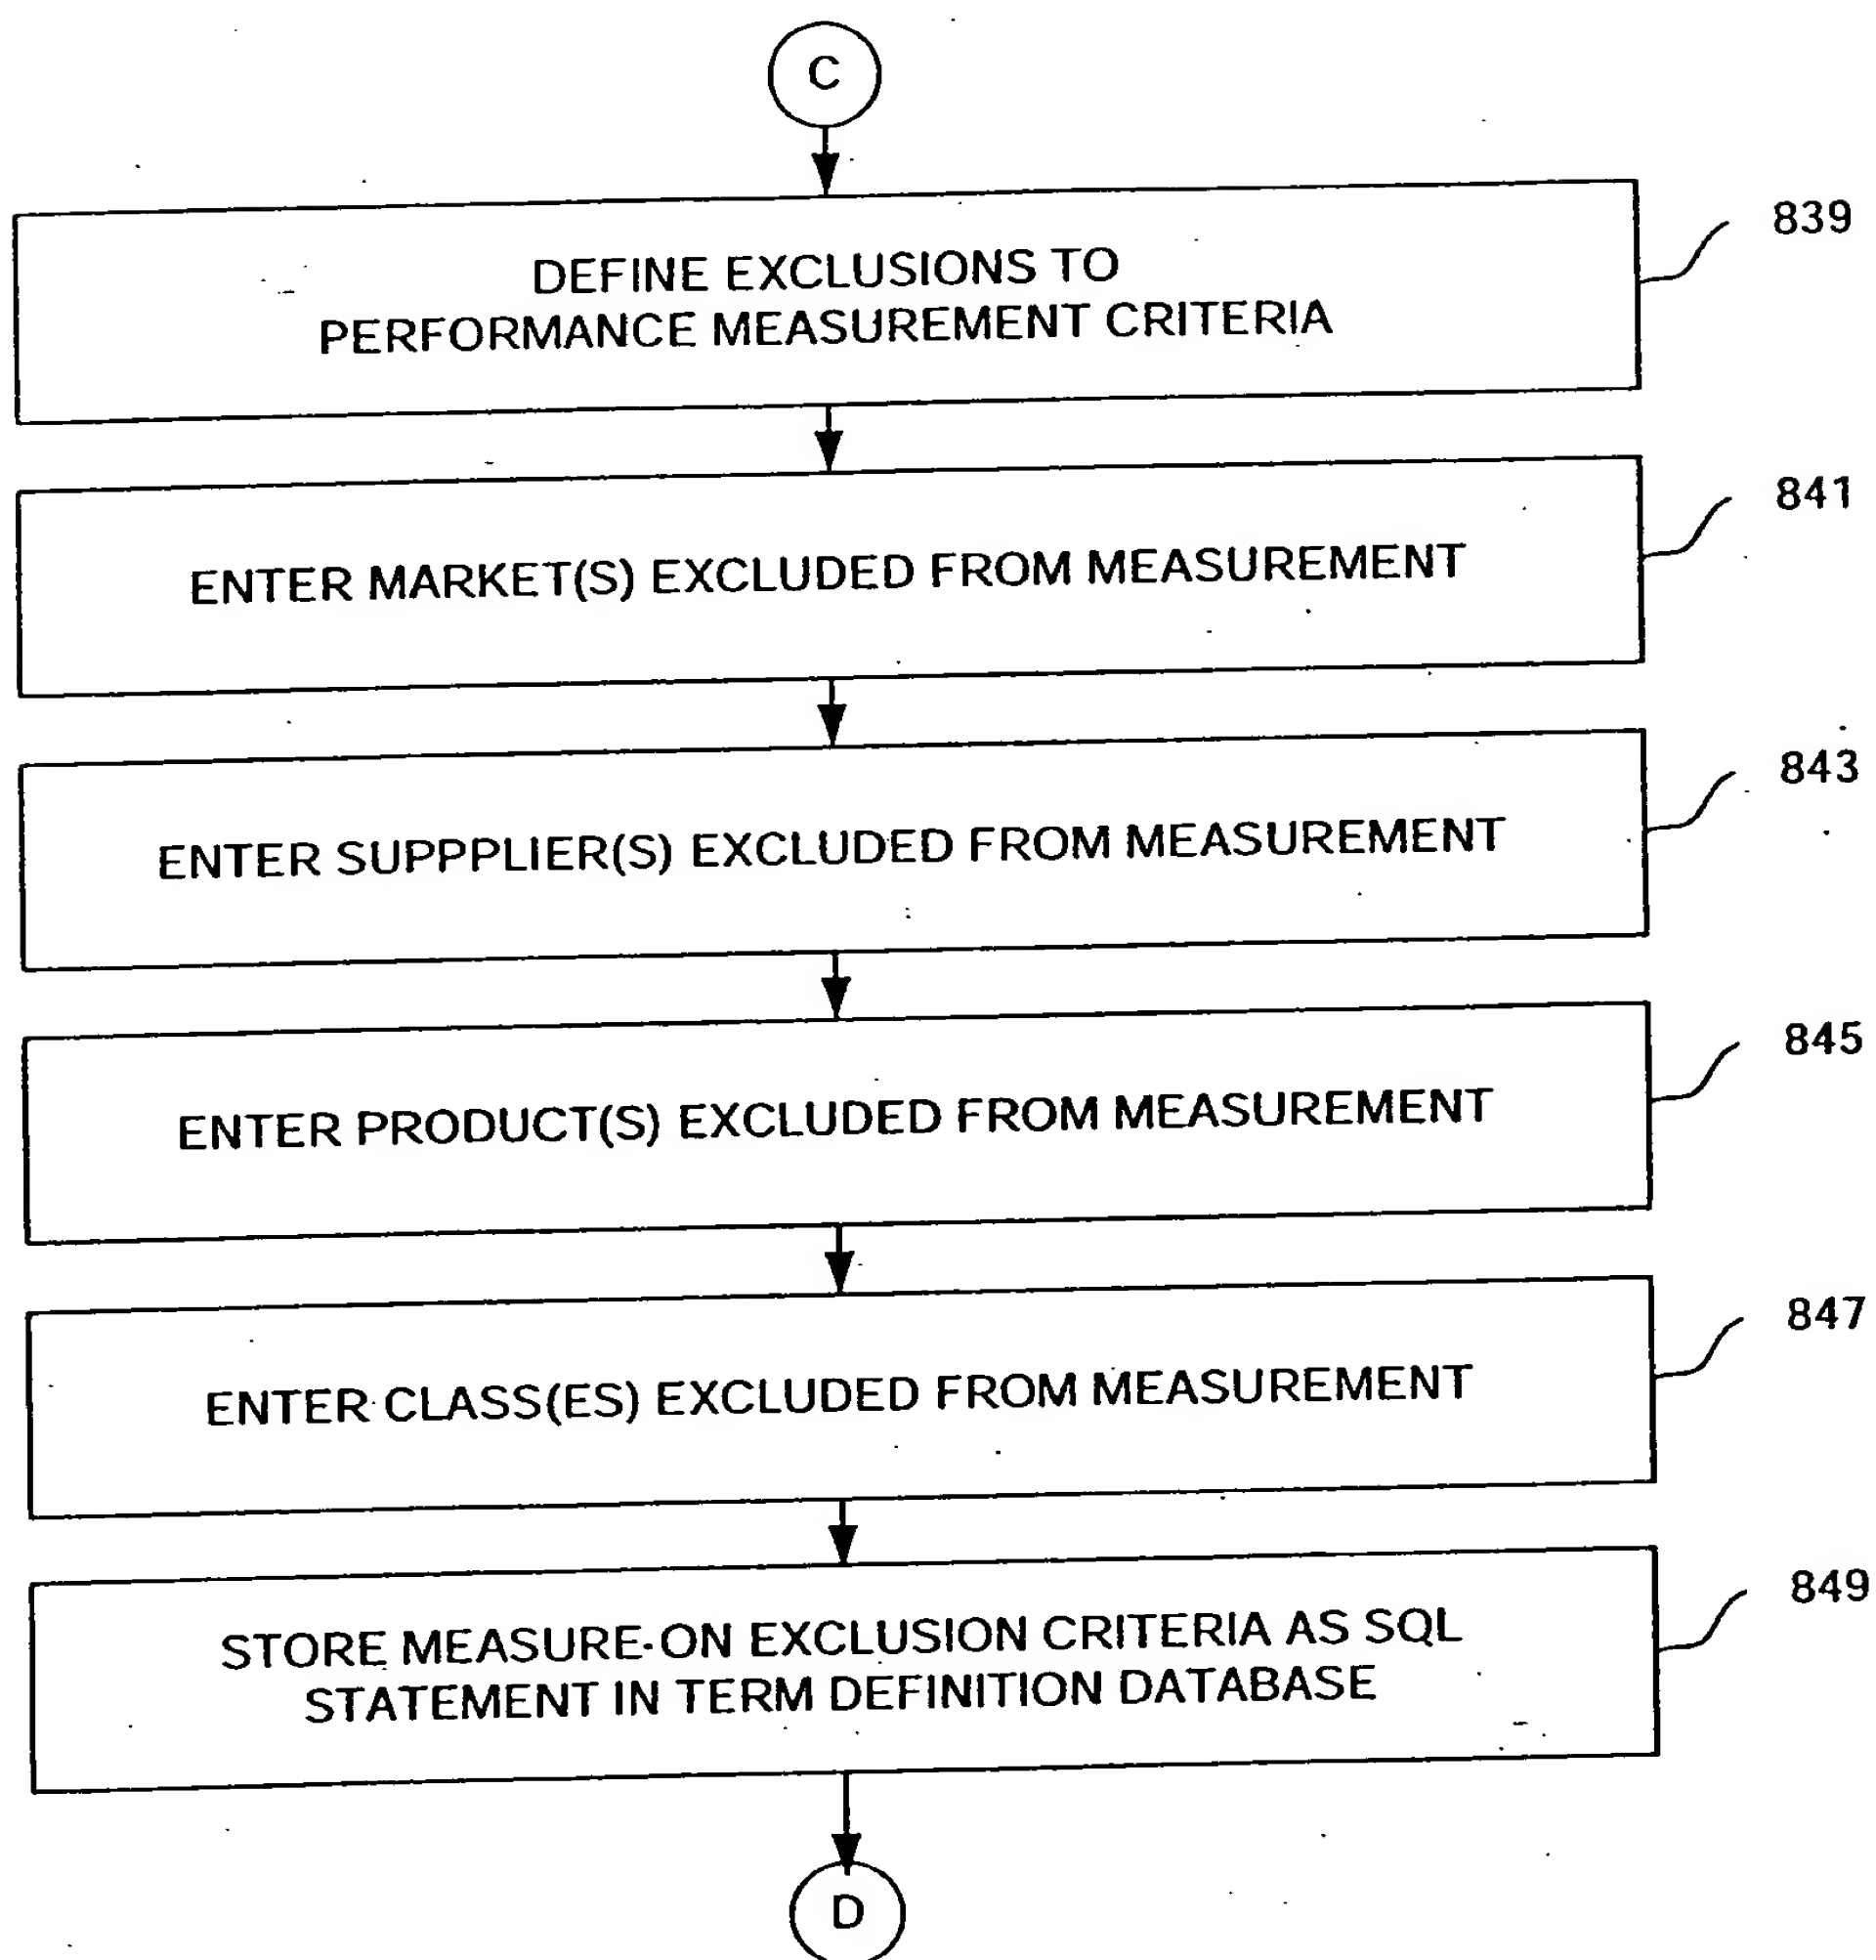 C
839
DEFINE EXCLUSIONS TO
PERFORMANCE MEASUREMENT CRITERIA
841
ENTER MARKET(S) EXCLUDED FROM MEASUREMENT
843
ENTER SUPPPLIER(S) EXCLUDED FROM MEASUREMENT
845
ENTER PRODUCT(S) EXCLUDED FROM MEASUREMENT
847
ENTER CLASS(ES) EXCLUDED FROM MEASUREMENT
849
STORE MEASURE-ON EXCLUSION CRITERIA AS SQL
STATEMENT IN TERM DEFINITION DATABASE
D